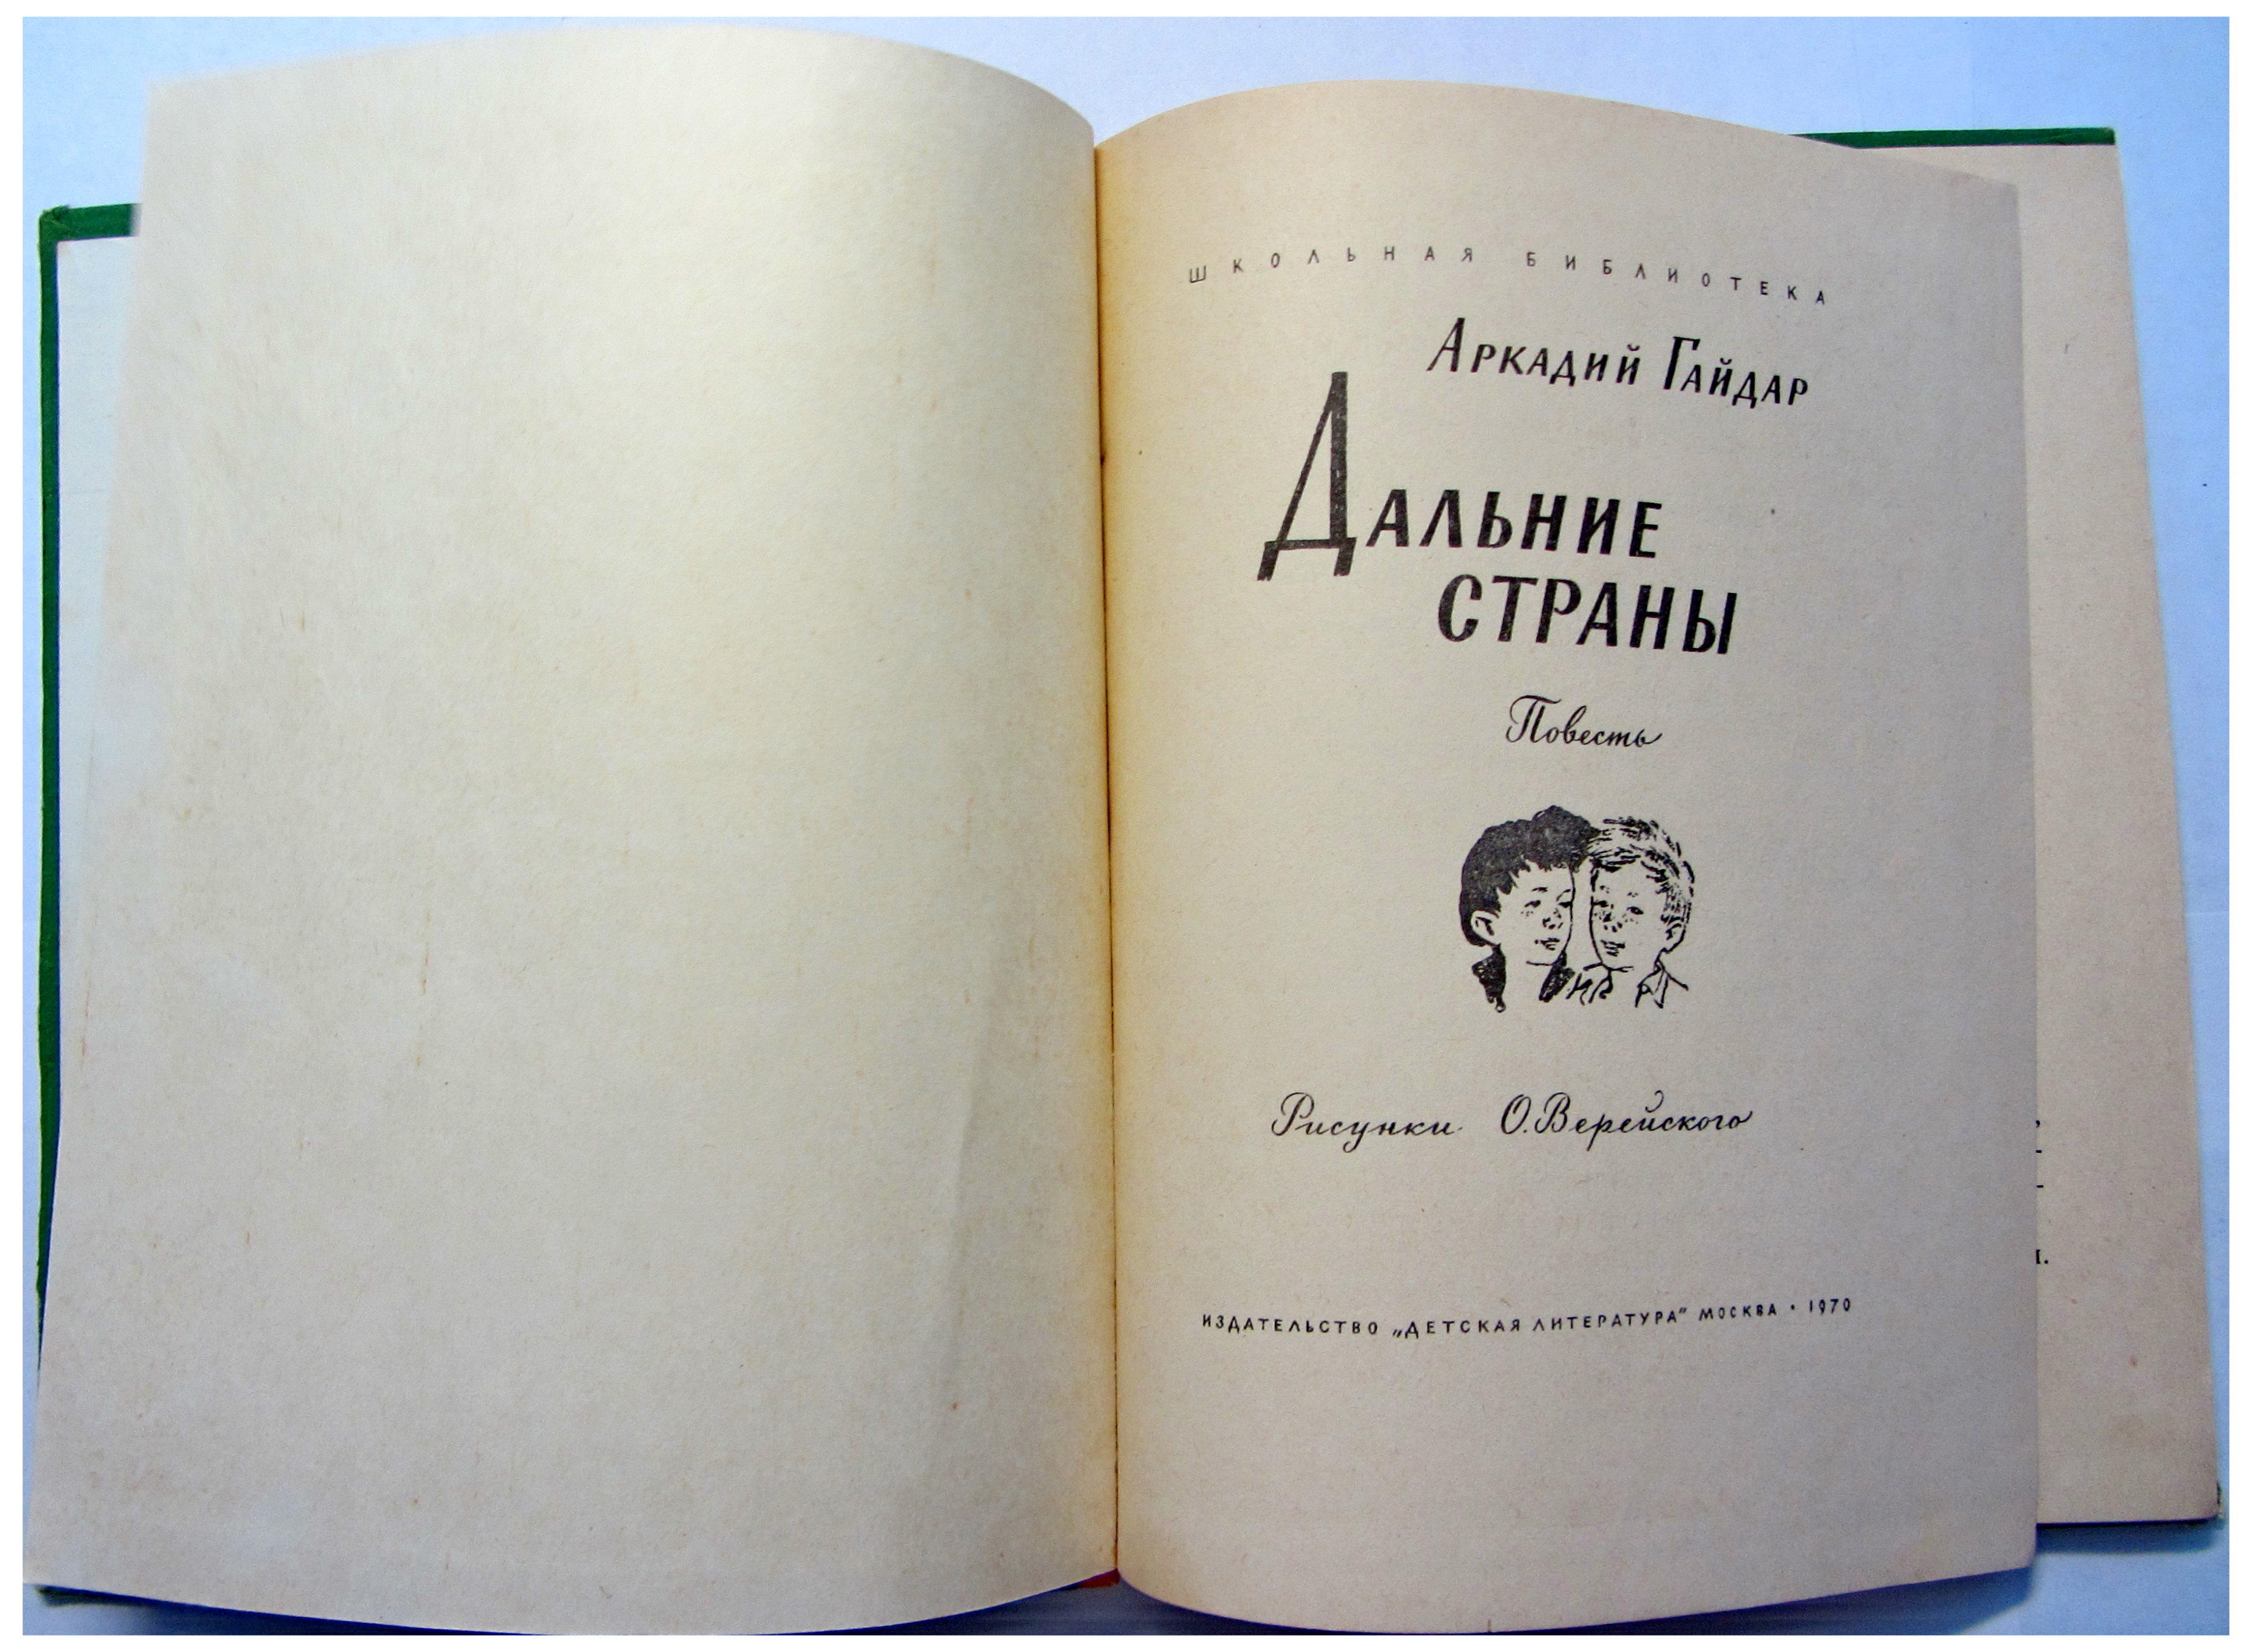 ШКОЛЬНАЯ БИБЛИОТЕКА
Аркадий Гайдар
Дальние
страны
Повесть
Рисунки О. Верейского
ИЗДАТЕЛЬСТВО „ДЕТСКАЯ ЛИТЕРАТУРА" МОСКВА • 1970